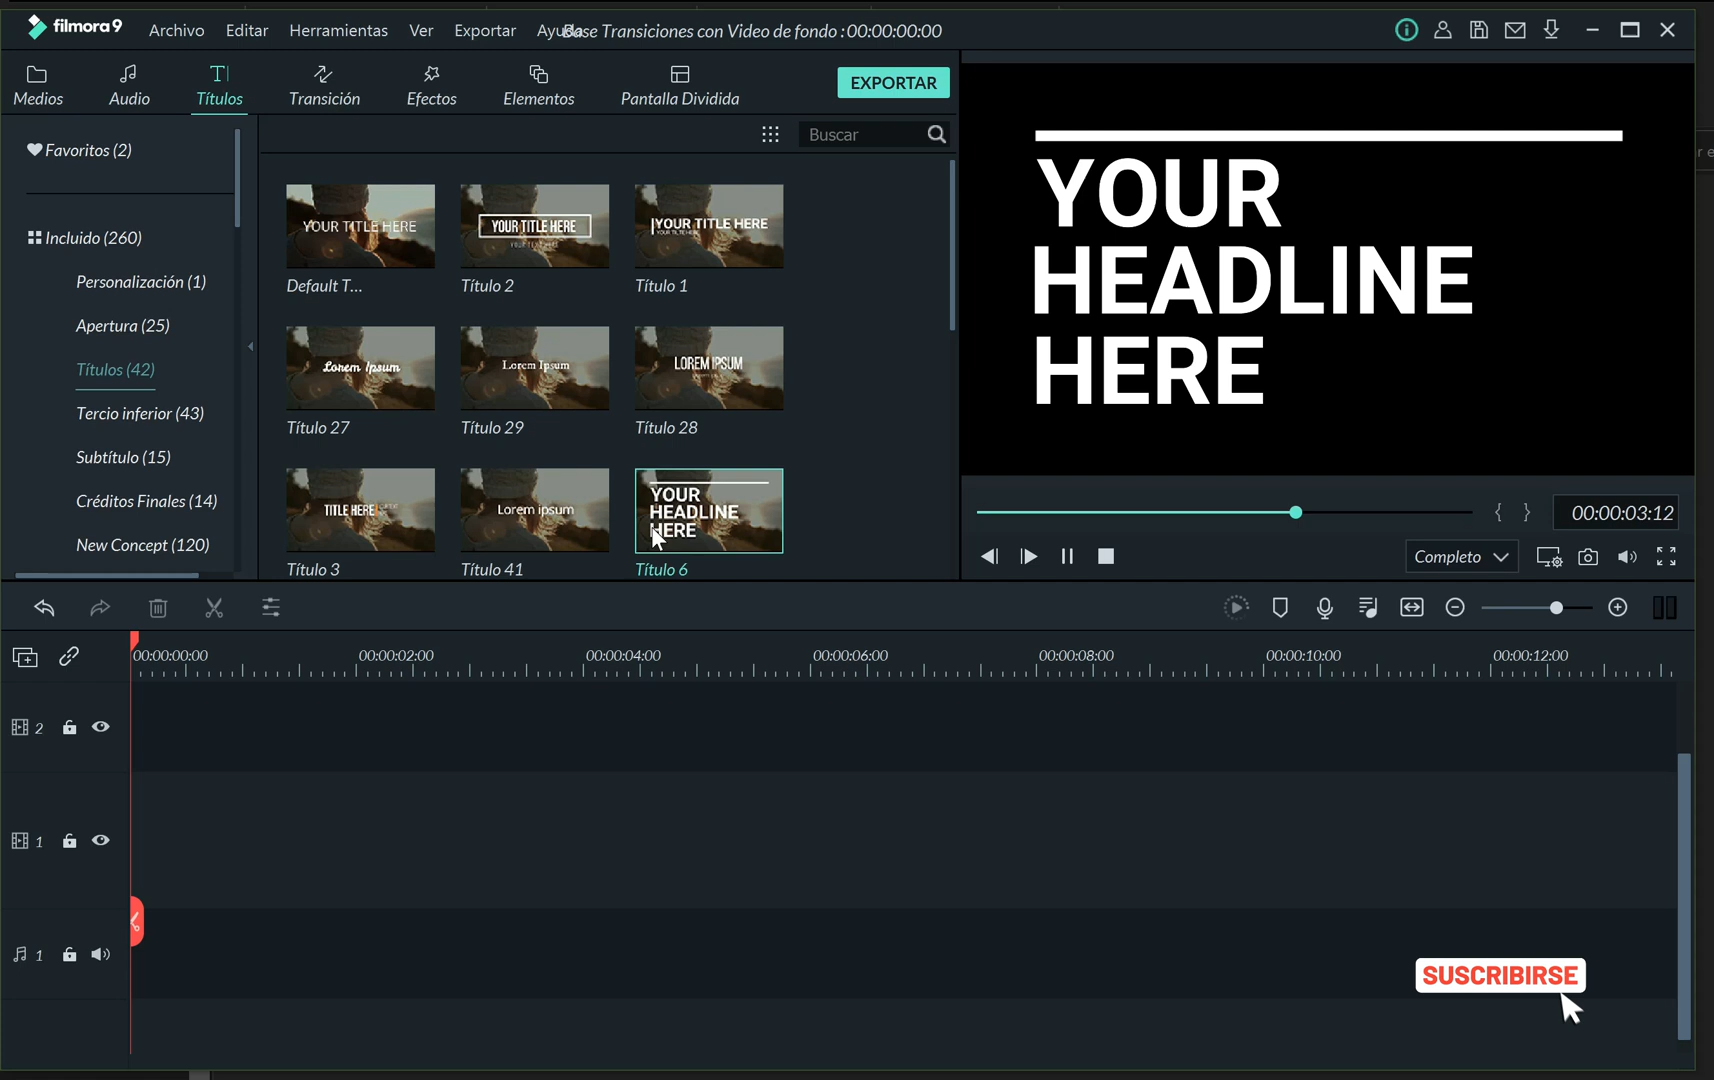 filmora9
Archivo Editar Herramientas Ver Exportar Ayuda
Base Transiciones con Video de fondo : 00:00:00:00
Medios
Audio
Títulos
Transición
Efectos
Elementos
Pantalla Dividida
EXPORTAR
Favoritos (2)
Buscar
Incluido (260)
Personalización (1)
Apertura (25)
Títulos (42)
Tercio inferior (43)
Subtítulo (15)
Créditos Finales (14)
New Concept (120)
YOUR TITLE HERE
Default T...
YOUR TITLE HERE
Título 2
YOUR TITLE HERE
Título 1
Lorem Ipsum
Título 27
Lorem Ipsum
Título 29
LOREM IPSUM
Título 28
TITLE HERE
Título 3
Lorem ipsum
Título 41
YOUR
HEADLINE
HERE
Título 6
YOUR
HEADLINE
HERE
00:00:03:12
Completo
00:00:00:00
00:00:02:00
00:00:04:00
00:00:06:00
00:00:08:00
00:00:10:00
00:00:12:00
2
1
1
SUSCRIBIRSE